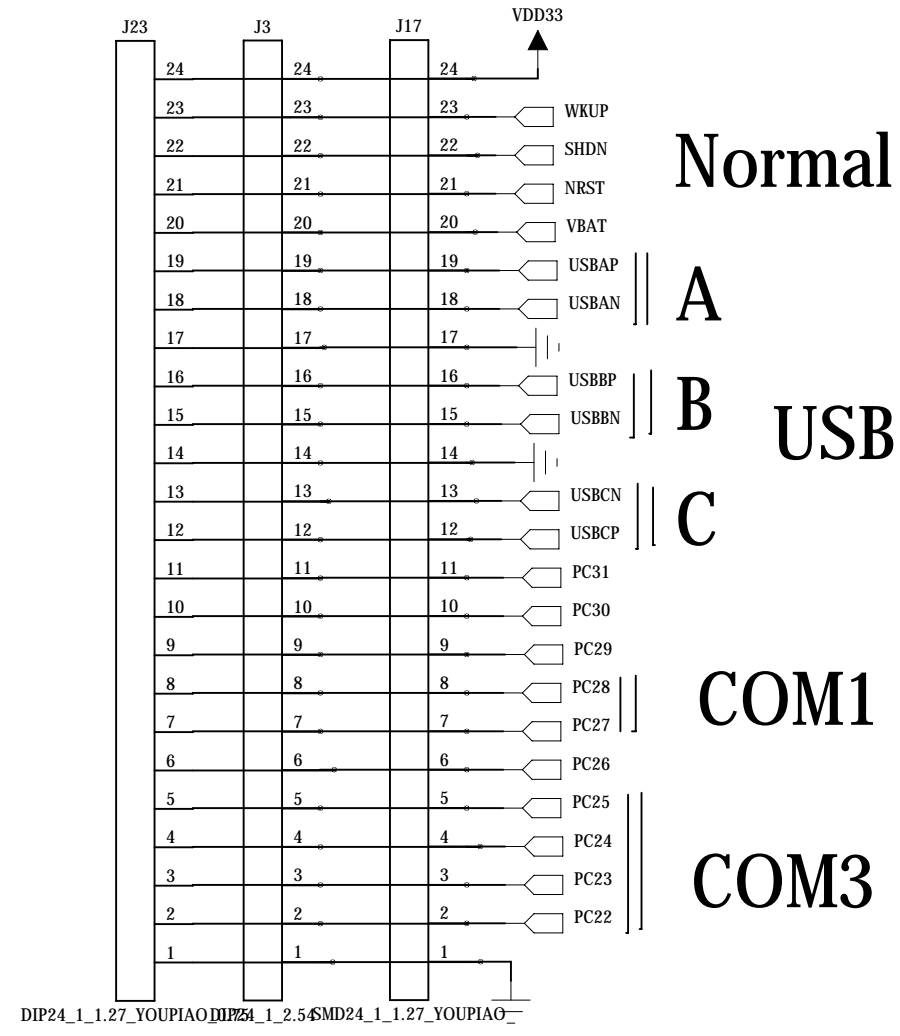 J23 J3 J17 VDD33
24 24 24
23 23 23 WKUP
22 22 22 SHDN
Normal
21 21 21 NRST
20 20 20 VBAT
19 19 19 USBAP
A
18 18 18 USBAN
17 17 17
16 16 16 USBBP
B
15 15 15 USBBN
USB
14 14 14
13 13 13 USBCN
C
12 12 12 USBCP
11 11 11 PC31
10 10 10 PC30
9 9 9 PC29
8 8 8 PC28
COM1
7 7 7 PC27
6 6 6 PC26
5 5 5 PC25
4 4 4 PC24
3 3 3 PC23
COM3
2 2 2 PC22
1 1 1
DIP24_1_1.27_YOUPIAO SMD24_1_1.27_YOUPIAO_